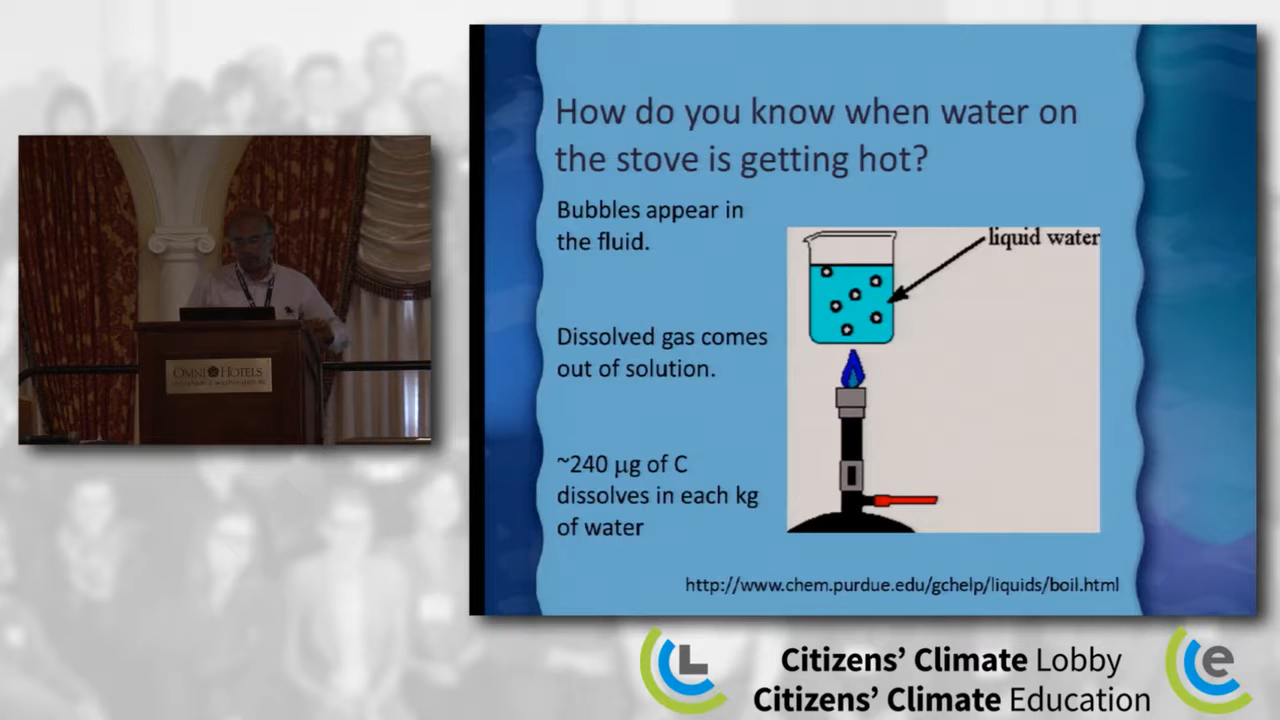 How do you know when water on
the stove is getting hot?
Bubbles appear in
the fluid.
liquid water
Dissolved gas comes
out of solution.
~240 μg of C
dissolves in each kg
of water
http://www.chem.purdue.edu/gchelp/liquids/boil.html
OMNI HOTELS
L
Citizens' Climate Lobby
Citizens' Climate Education
e